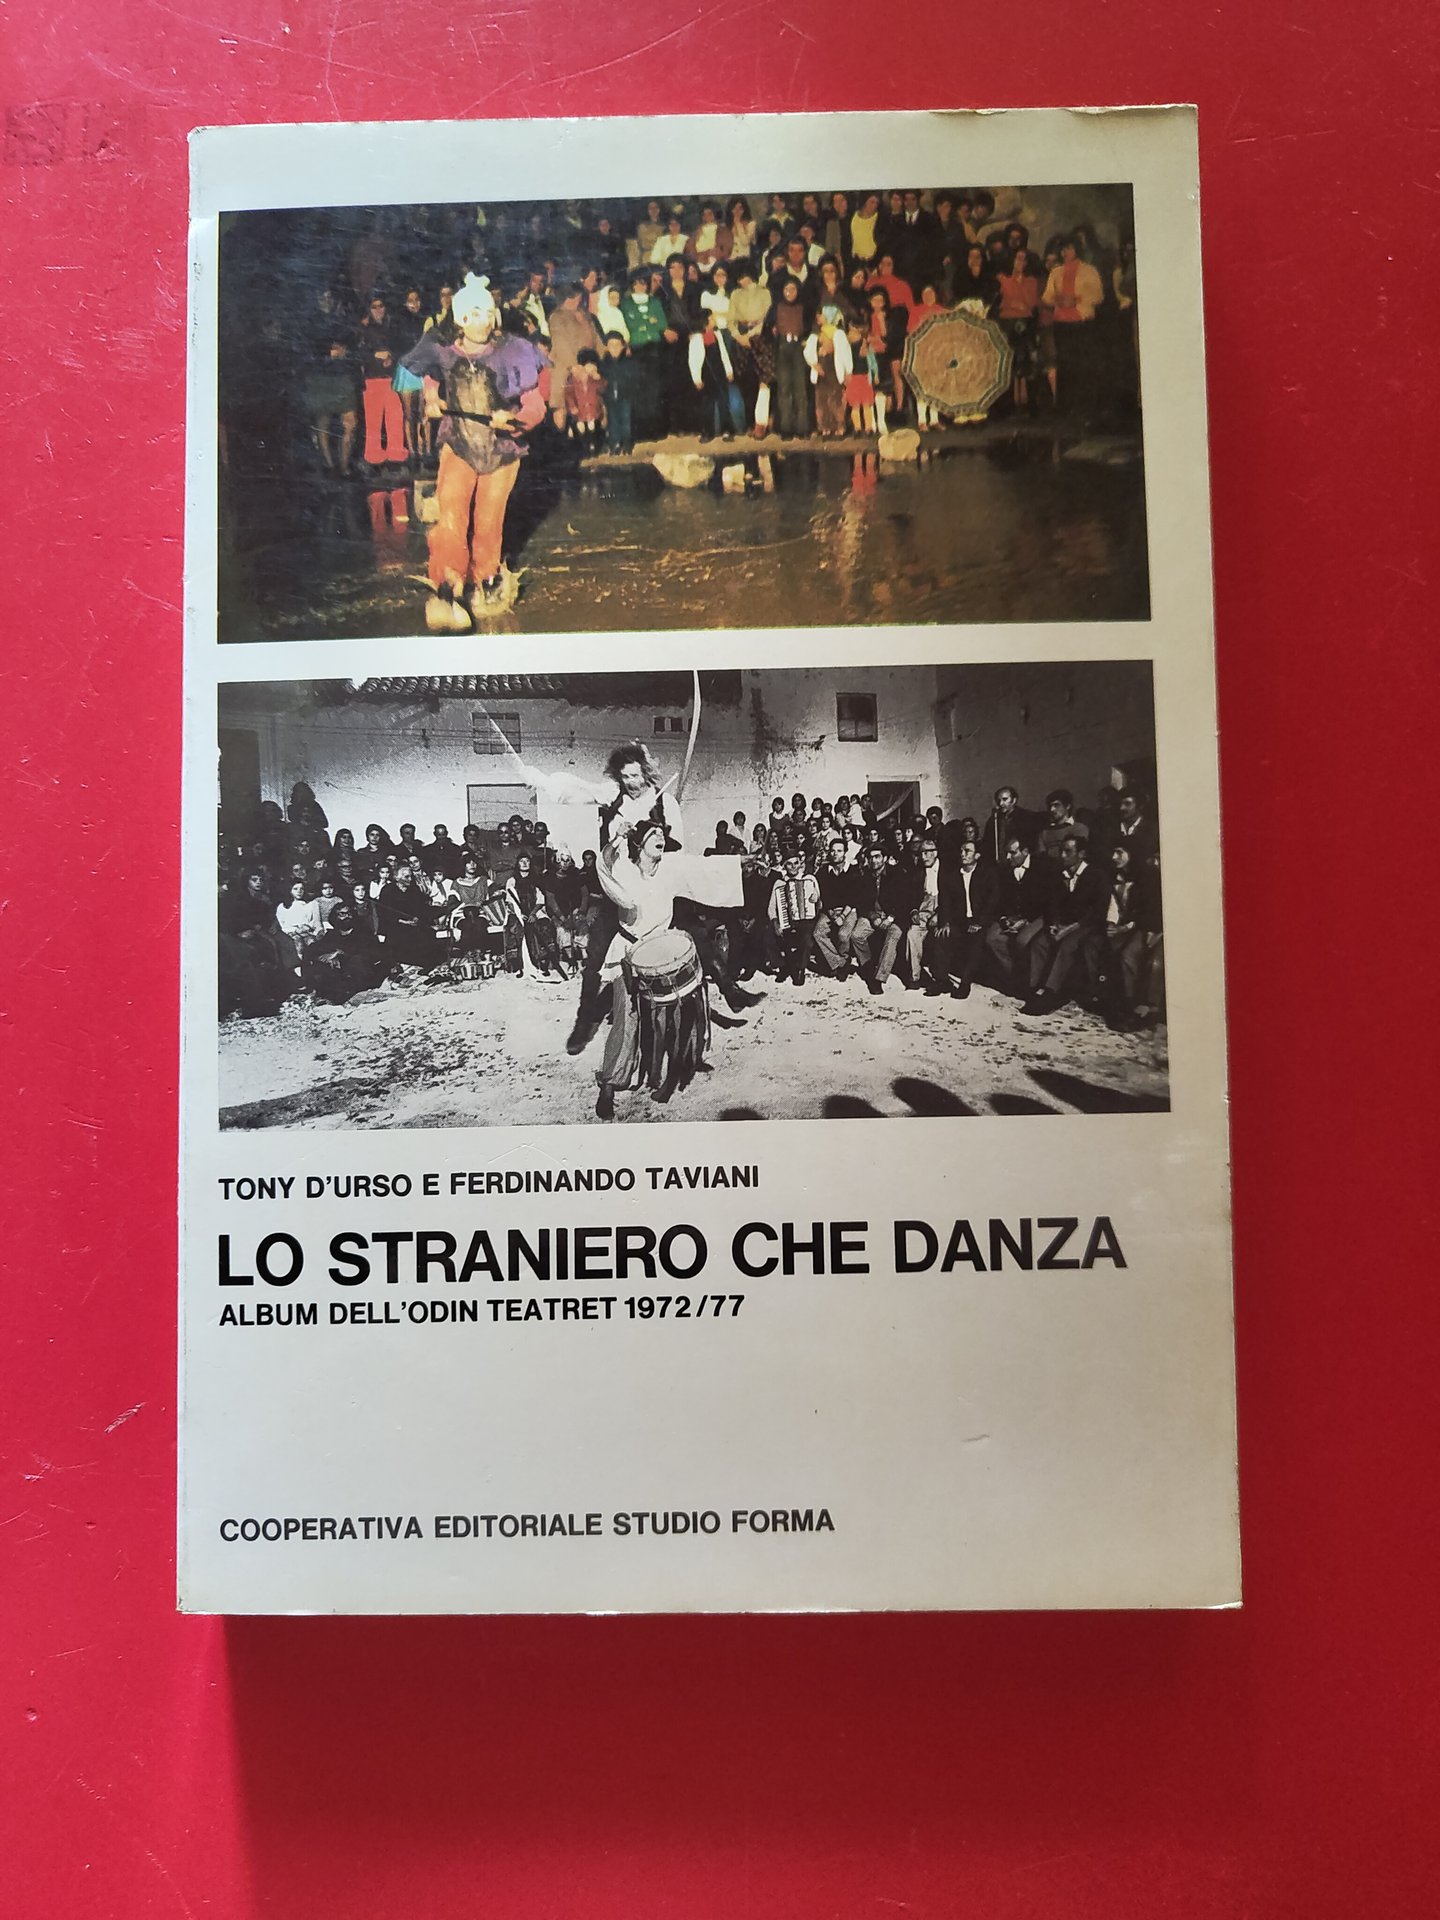 TONY D'URSO E FERDINANDO TAVIANI
LO STRANIERO CHE DANZA
ALBUM DELL'ODIN TEATRET 1972/77
COOPERATIVA EDITORIALE STUDIO FORMA